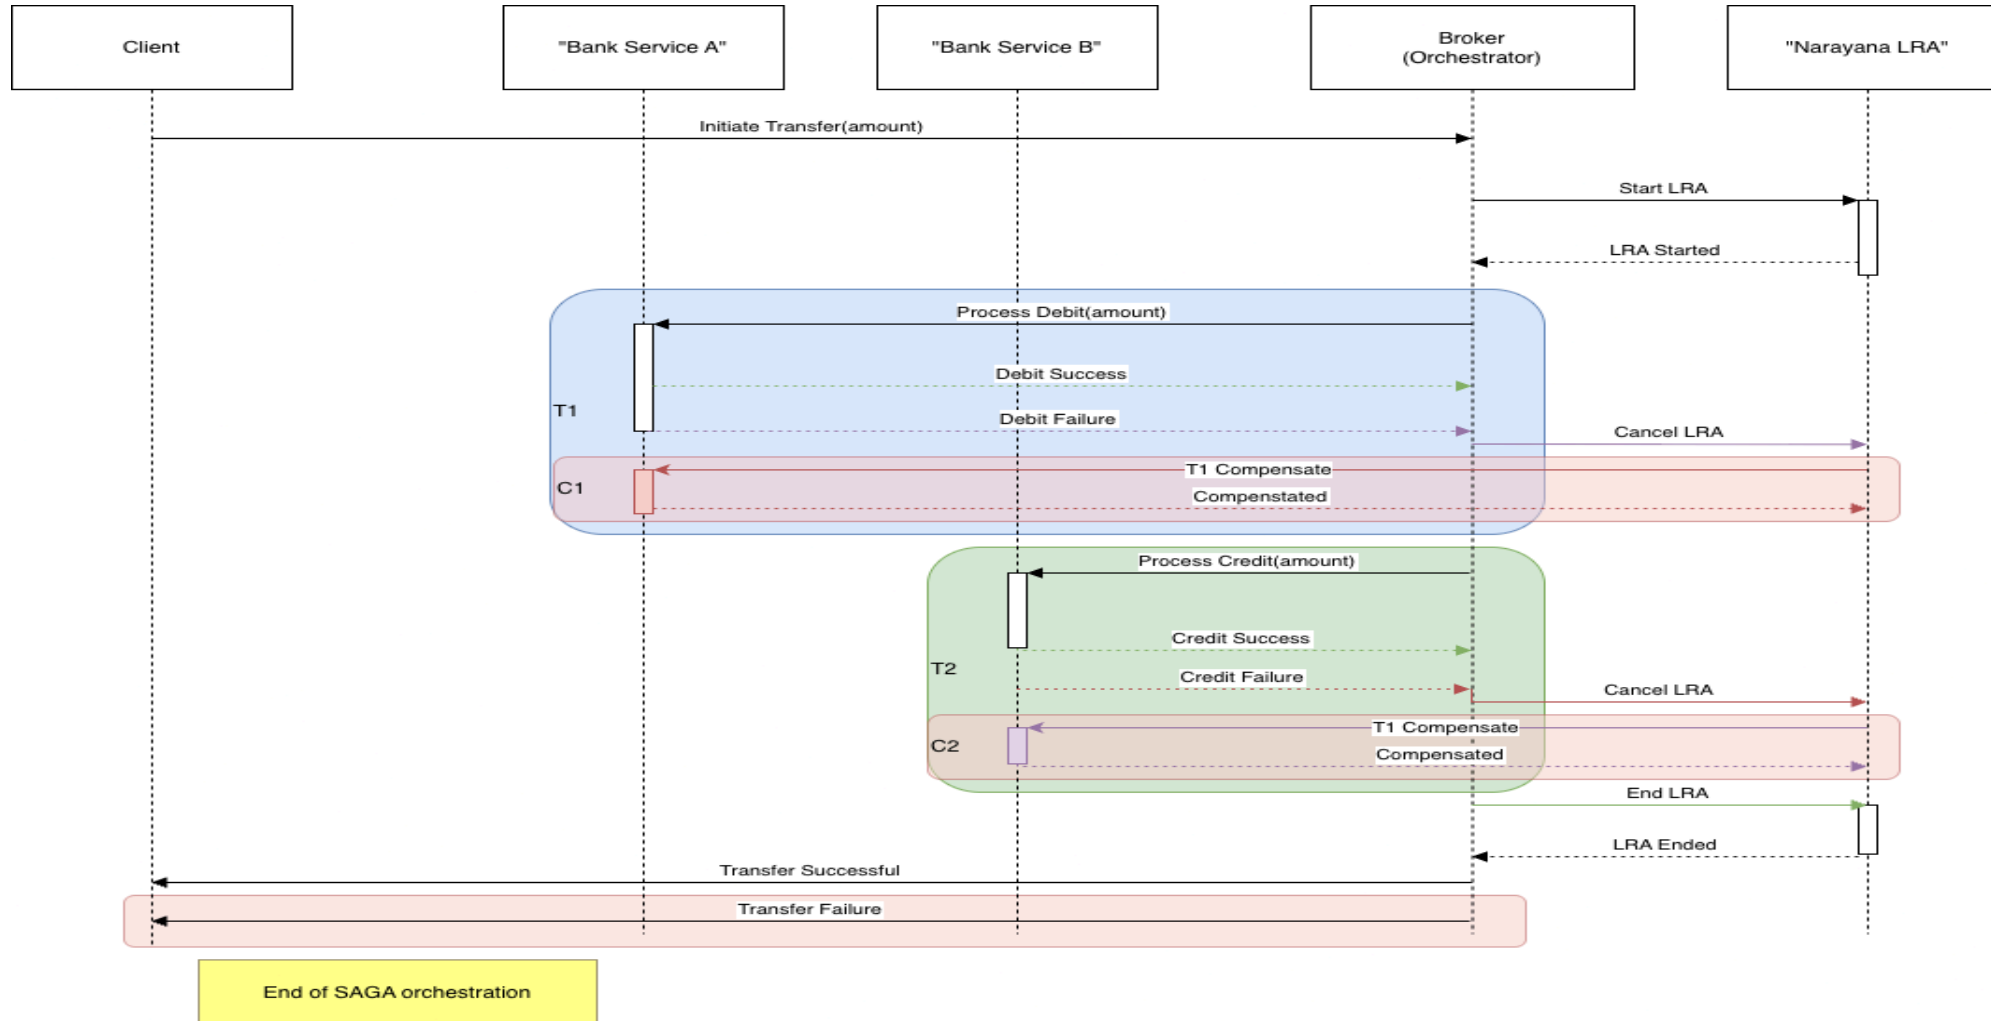 Client
"Bank Service A"
"Bank Service B"
Broker
(Orchestrator)
"Narayana LRA"
Initiate Transfer(amount)
Start LRA
LRA Started
Process Debit(amount)
Debit Success
T1
Debit Failure
Cancel LRA
T1 Compensate
C1
Compenstated
Process Credit(amount)
Credit Success
T2
Credit Failure
Cancel LRA
T1 Compensate
C2
Compensated
End LRA
LRA Ended
Transfer Successful
Transfer Failure
End of SAGA orchestration